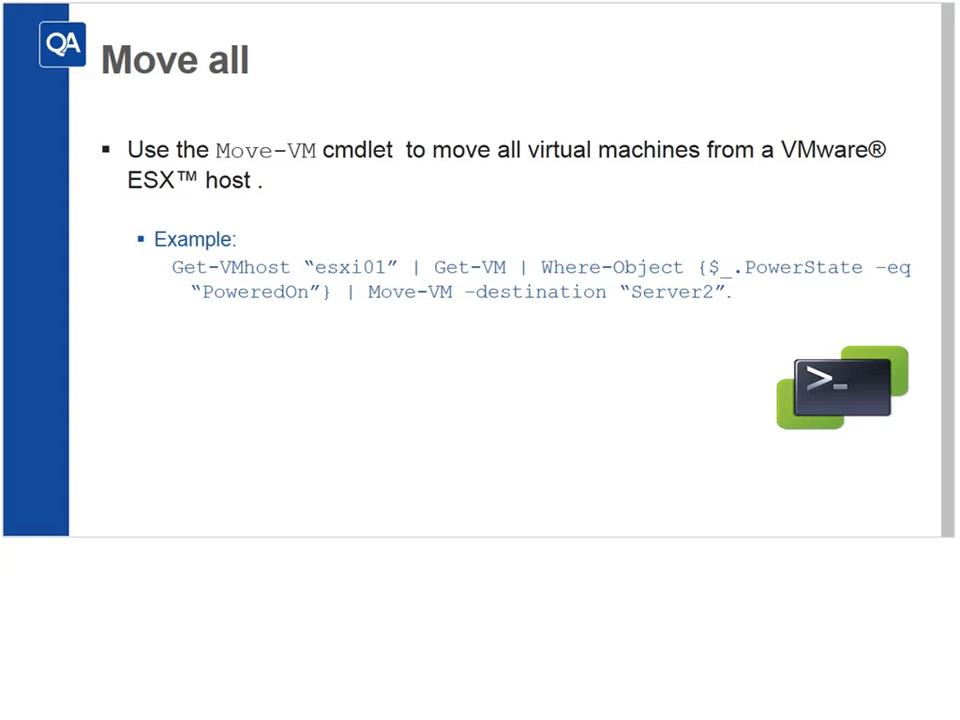 QA
Move all
▪ Use the Move-VM cmdlet to move all virtual machines from a VMware®
ESX™ host .
▪ Example:
Get-VMhost “esxi01” | Get-VM | Where-Object {$_.PowerState –eq
“PoweredOn”} | Move-VM –destination “Server2”.
>_